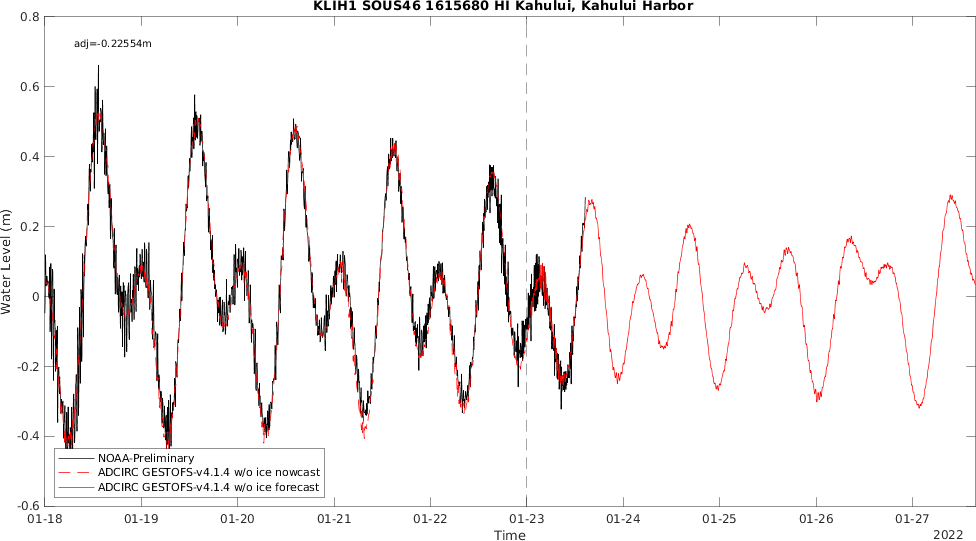 KLIH1 SOUS46 1615680 HI Kahului, Kahului Harbor
adj=-0.22554m
0.8
0.6
0.4
0.2
0
-0.2
-0.4
-0.6
Water Level (m)
NOAA-Preliminary
ADCIRC GESTOFS-v4.1.4 w/o ice nowcast
ADCIRC GESTOFS-v4.1.4 w/o ice forecast
01-18 01-19 01-20 01-21 01-22 01-23 01-24 01-25 01-26 01-27
Time
2022